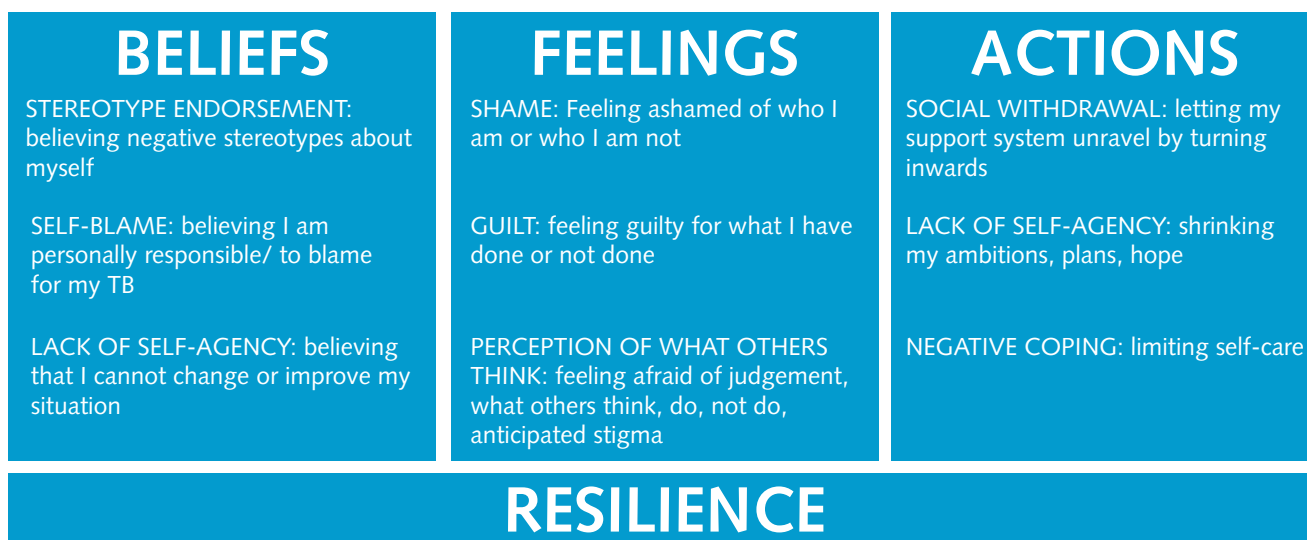 BELIEFS
STEREOTYPE ENDORSEMENT:
believing negative stereotypes about
myself
SELF-BLAME: believing I am
personally responsible/ to blame
for my TB
LACK OF SELF-AGENCY: believing
that I cannot change or improve my
situation
FEELINGS
SHAME: Feeling ashamed of who I
am or who I am not
GUILT: feeling guilty for what I have
done or not done
PERCEPTION OF WHAT OTHERS
THINK: feeling afraid of judgement,
what others think, do, not do,
anticipated stigma
ACTIONS
SOCIAL WITHDRAWAL: letting my
support system unravel by turning
inwards
LACK OF SELF-AGENCY: shrinking
my ambitions, plans, hope
NEGATIVE COPING: limiting self-care
RESILIENCE